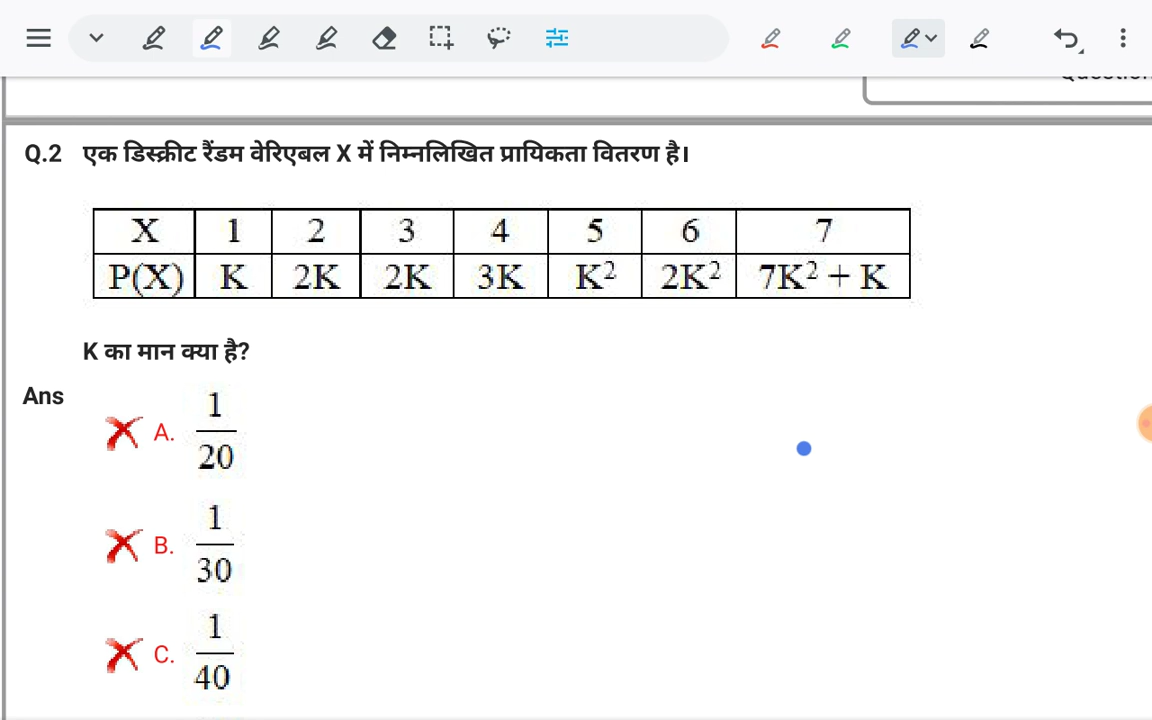 Q.2 एक डिस्क्रीट रैंडम वेरिएबल X में निम्नलिखित प्रायिकता वितरण है।
X 1 2 3 4 5 6 7
P(X) K 2K 2K 3K K² 2K² 7K² + K
K का मान क्या है?
Ans
A. 1/20
B. 1/30
C. 1/40